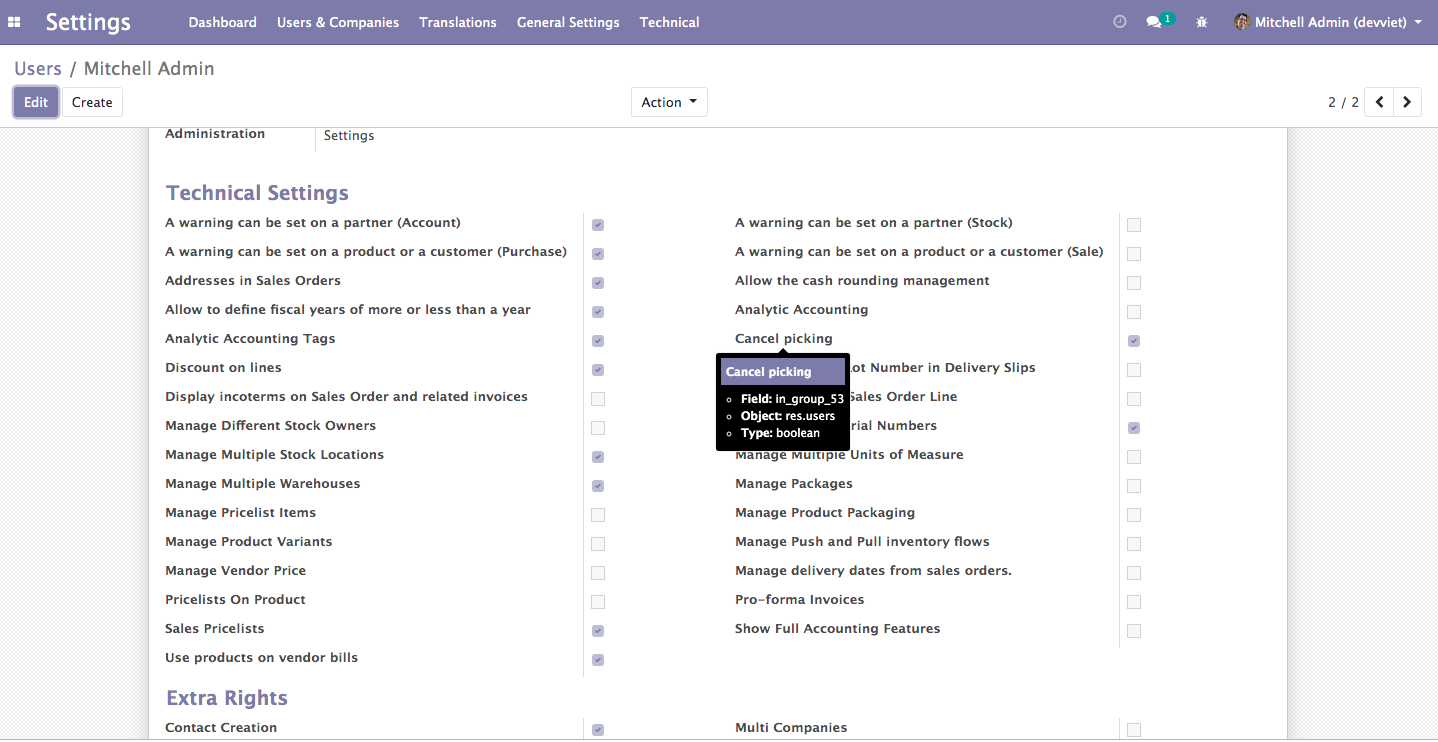 Settings
Dashboard Users & Companies Translations General Settings Technical
1
Mitchell Admin (devviet)
Users / Mitchell Admin
Edit Create
Action
2 / 2
Administration Settings
Technical Settings
A warning can be set on a partner (Account)
A warning can be set on a product or a customer (Purchase)
Addresses in Sales Orders
Allow to define fiscal years of more or less than a year
Analytic Accounting Tags
Discount on lines
Display incoterms on Sales Order and related invoices
Manage Different Stock Owners
Manage Multiple Stock Locations
Manage Multiple Warehouses
Manage Pricelist Items
Manage Product Variants
Manage Vendor Price
Pricelists On Product
Sales Pricelists
Use products on vendor bills
A warning can be set on a partner (Stock)
A warning can be set on a product or a customer (Sale)
Allow the cash rounding management
Analytic Accounting
Cancel picking
Cancel picking
Field: in_group_53
Object: res.users
Type: boolean
Lot Number in Delivery Slips
Sales Order Line
rial Numbers
Manage Multiple Units of Measure
Manage Packages
Manage Product Packaging
Manage Push and Pull inventory flows
Manage delivery dates from sales orders.
Pro-forma Invoices
Show Full Accounting Features
Extra Rights
Contact Creation
Multi Companies